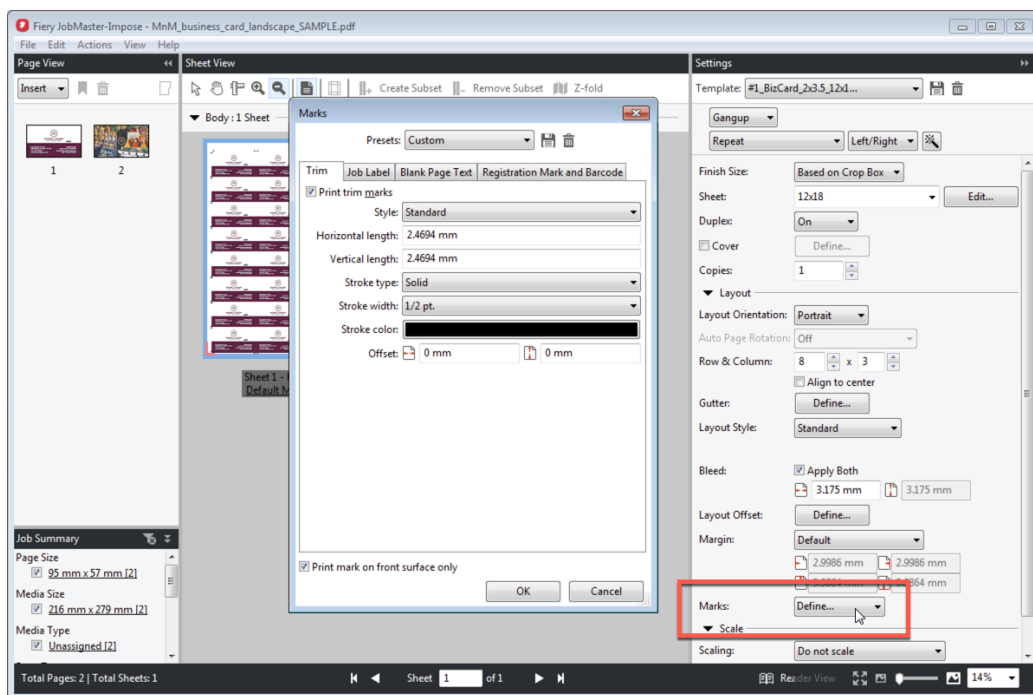 Fiery JobMaster-Impose - MnM_business_card_landscape_SAMPLE.pdf
File Edit Actions View Help
Page View
Insert
1
2
Job Summary
Page Size
95 mm x 57 mm [2]
Media Size
216 mm x 279 mm [2]
Media Type
Unassigned [2]
Sheet View
Create Subset Remove Subset Z-fold
Body : 1 Sheet
Sheet 1 -
Marks
Presets: Custom
Trim Job Label Blank Page Text Registration Mark and Barcode
Print trim marks
Style: Standard
Horizontal length: 2.4694 mm
Vertical length: 2.4694 mm
Stroke type: Solid
Stroke width: 1/2 pt.
Stroke color:
Offset: 0 mm 0 mm
Print mark on front surface only
OK Cancel
Settings
Template: #1_BizCard_2x3.5_12x1...
Gangup
Repeat Left/Right
Finish Size: Based on Crop Box
Sheet: 12x18 Edit...
Duplex: On
Cover Define...
Copies: 1
Layout
Layout Orientation: Portrait
Auto Page Rotation: Off
Row & Column: 8 x 3
Align to center
Gutter: Define...
Layout Style: Standard
Bleed: Apply Both
3.175 mm 3.175 mm
Layout Offset: Define...
Margin: Default
2.9986 mm 2.9986 mm
Marks: Define...
Scale
Scaling: Do not scale
Total Pages: 2 | Total Sheets: 1
Sheet 1 of 1
Reader View
14%